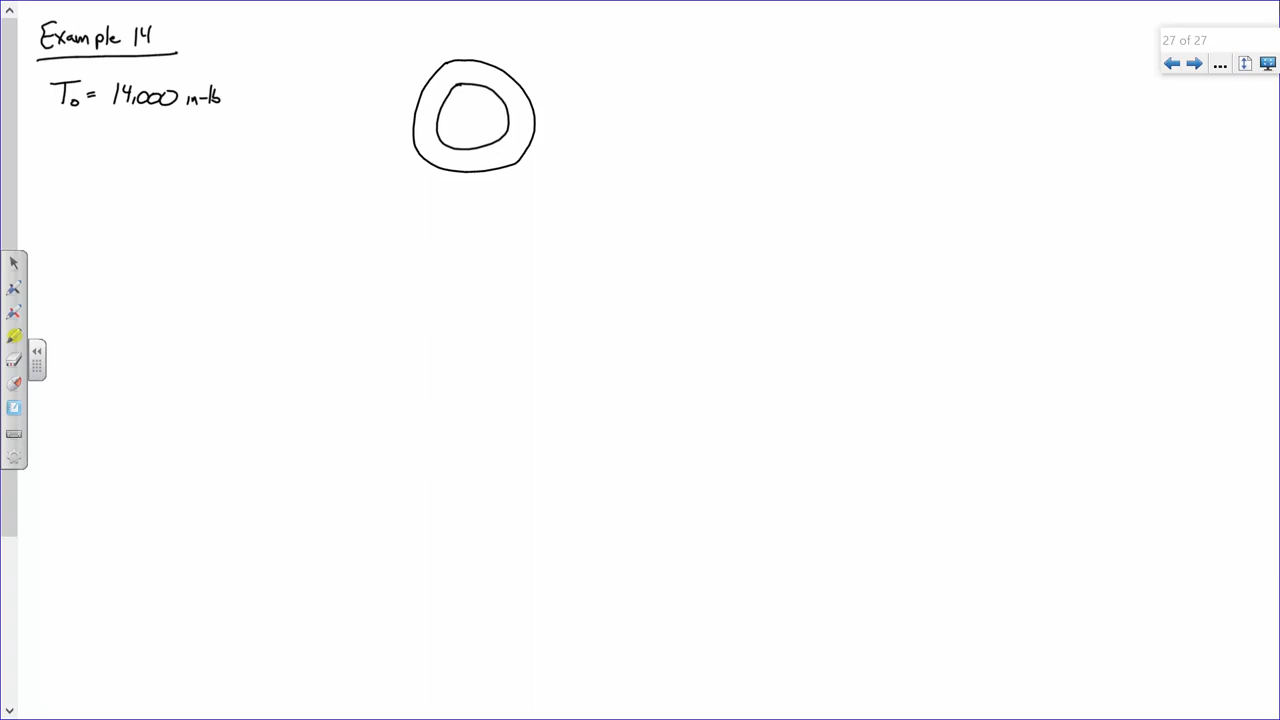 Example 14
T₀ = 14,000 in-lb
27 of 27